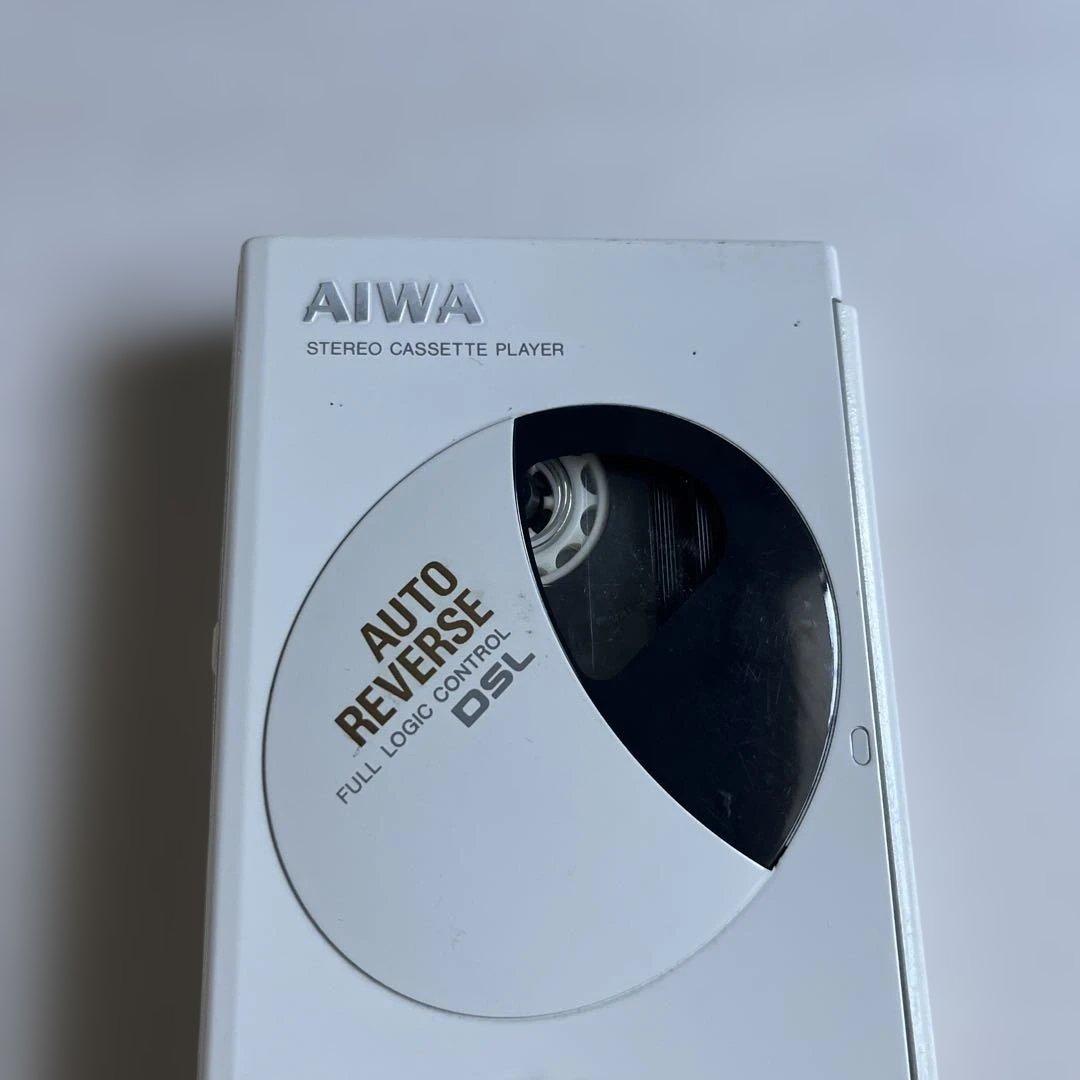 AIWA
STEREO CASSETTE PLAYER
AUTO
REVERSE
FULL LOGIC CONTROL
DSL